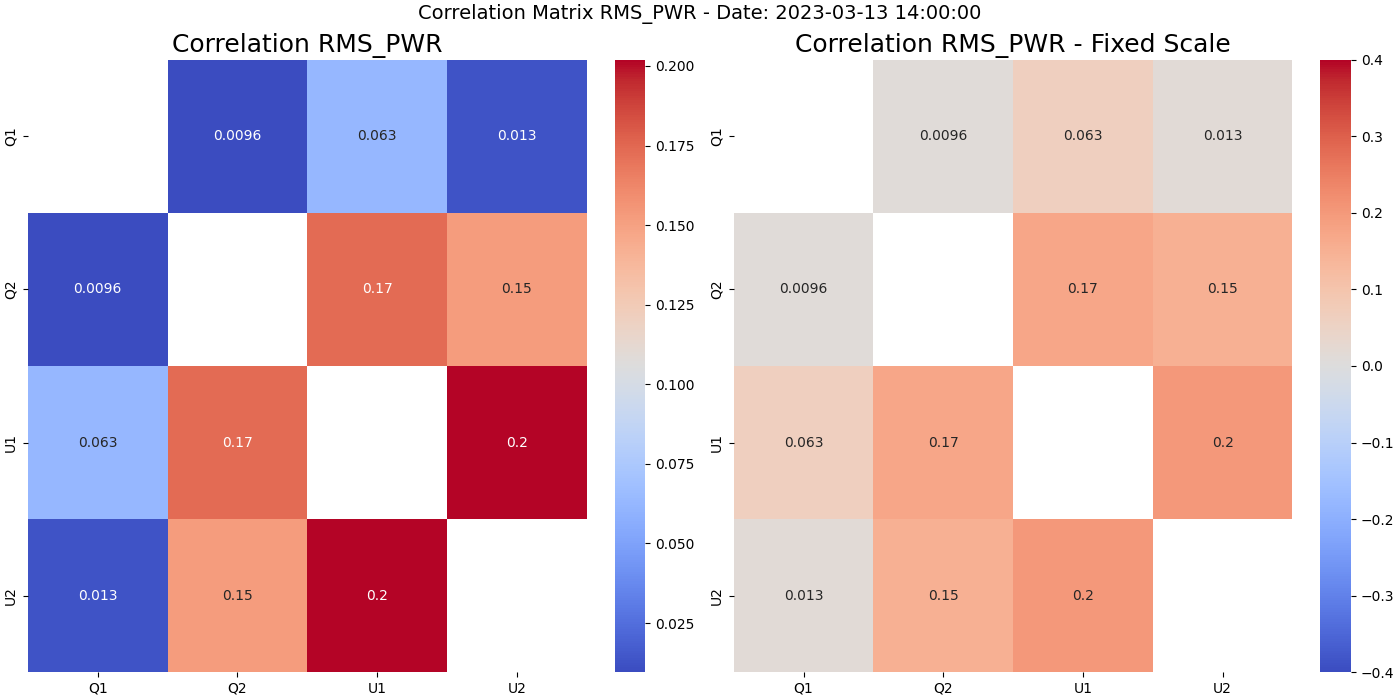 Correlation Matrix RMS_PWR - Date: 2023-03-13 14:00:00
Correlation RMS_PWR
Q1 0.0096 0.063 0.013
Q2 0.0096 0.17 0.15
U1 0.063 0.17 0.2
U2 0.013 0.15 0.2
Q1 Q2 U1 U2
0.200
0.175
0.150
0.125
0.100
0.075
0.050
0.025
Correlation RMS_PWR - Fixed Scale
Q1 0.0096 0.063 0.013
Q2 0.0096 0.17 0.15
U1 0.063 0.17 0.2
U2 0.013 0.15 0.2
Q1 Q2 U1 U2
0.4
0.3
0.2
0.1
0.0
−0.1
−0.2
−0.3
−0.4